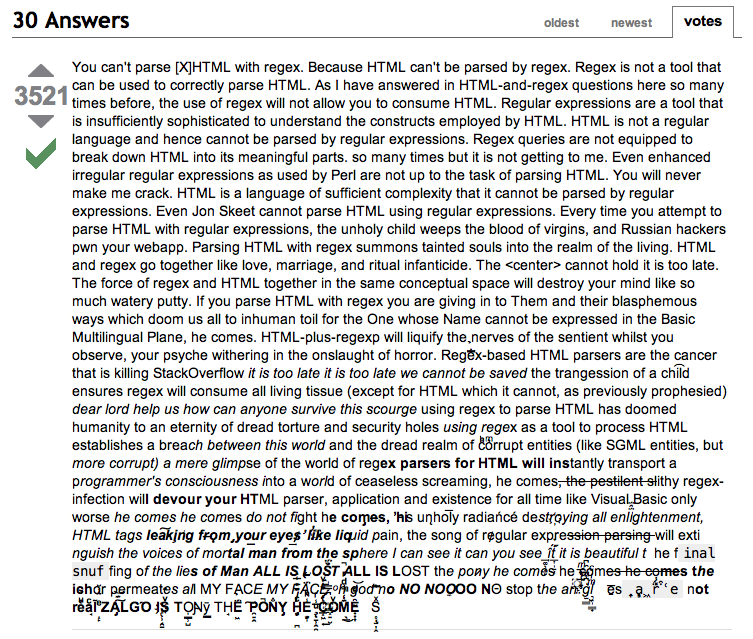 30 Answers
oldest newest votes
3521
You can't parse [X]HTML with regex. Because HTML can't be parsed by regex. Regex is not a tool that
can be used to correctly parse HTML. As I have answered in HTML-and-regex questions here so many
times before, the use of regex will not allow you to consume HTML. Regular expressions are a tool that
is insufficiently sophisticated to understand the constructs employed by HTML. HTML is not a regular
language and hence cannot be parsed by regular expressions. Regex queries are not equipped to
break down HTML into its meaningful parts. so many times but it is not getting to me. Even enhanced
irregular regular expressions as used by Perl are not up to the task of parsing HTML. You will never
make me crack. HTML is a language of sufficient complexity that it cannot be parsed by regular
expressions. Even Jon Skeet cannot parse HTML using regular expressions. Every time you attempt to
parse HTML with regular expressions, the unholy child weeps the blood of virgins, and Russian hackers
pwn your webapp. Parsing HTML with regex summons tainted souls into the realm of the living. HTML
and regex go together like love, marriage, and ritual infanticide. The <center> cannot hold it is too late.
The force of regex and HTML together in the same conceptual space will destroy your mind like so
much watery putty. If you parse HTML with regex you are giving in to Them and their blasphemous
ways which doom us all to inhuman toil for the One whose Name cannot be expressed in the Basic
Multilingual Plane, he comes. HTML-plus-regexp will liquify the nerves of the sentient whilst you
observe, your psyche withering in the onslaught of horror. Regex-based HTML parsers are the cancer
that is killing StackOverflow it is too late it is too late we cannot be saved the trangession of a child
ensures regex will consume all living tissue (except for HTML which it cannot, as previously prophesied)
dear lord help us how can anyone survive this scourge using regex to parse HTML has doomed
humanity to an eternity of dread torture and security holes using regex as a tool to process HTML
establishes a breach between this world and the dread realm of corrupt entities (like SGML entities, but
more corrupt) a mere glimpse of the world of regex parsers for HTML will instantly transport a
programmer's consciousness into a world of ceaseless screaming, he comes, the pestilent slithy regex-
infection will devour your HTML parser, application and existence for all time like Visual Basic only
worse he comes he comes do not fight he comes, his unholy radiancé destroying all enlightenment,
HTML tags leaking from your eyes like liquid pain, the song of regular expression parsing will exti
nguish the voices of mortal man from the sphere I can see it can you see it it is beautiful t he f inal
snuf fing of the lies of Man ALL IS LOST ALL IS LOST the pony he comes he comes he comes the
ichor permeates all MY FACE MY FACE oh god no NO NOOOO NΘ stop the an gl es a r e not
real ZALGO IS TONY THE PONY HE COMES